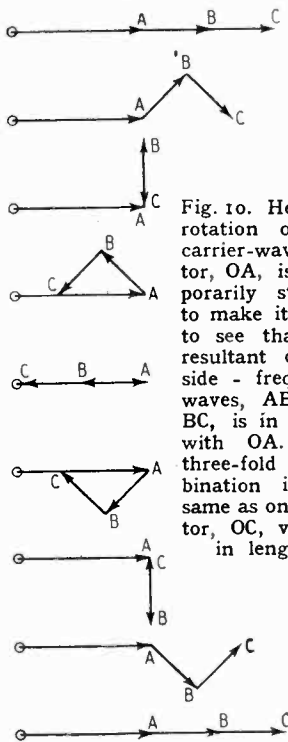 A B C
B
A C
B
C
A
B
C A
C B A
C A
B
A
C
B
A C
B
A B C
Fig. 10. He
rotation o
carrier-wav
tor, OA, is
porarily st
to make it
to see tha
resultant o
side - freq
waves, AB
BC, is in
with OA.
three-fold
bination i
same as on
tor, OC, v
in lengt